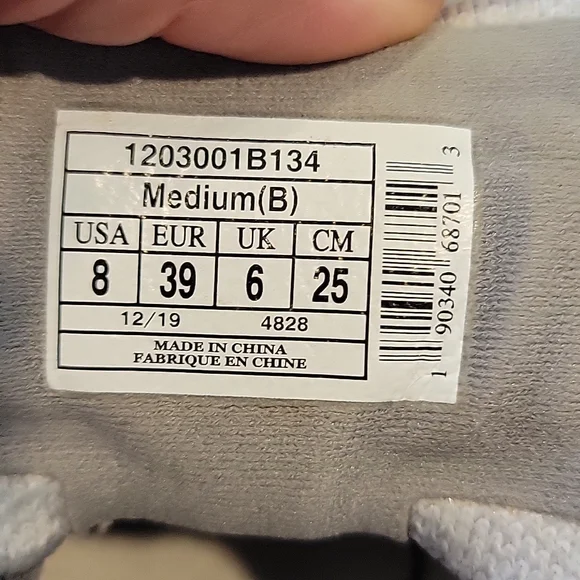 1203001B134
Medium(B)
USA EUR UK CM
8 39 6 25
12/19 4828
MADE IN CHINA
FABRIQUE EN CHINE
1 90340 68701 3